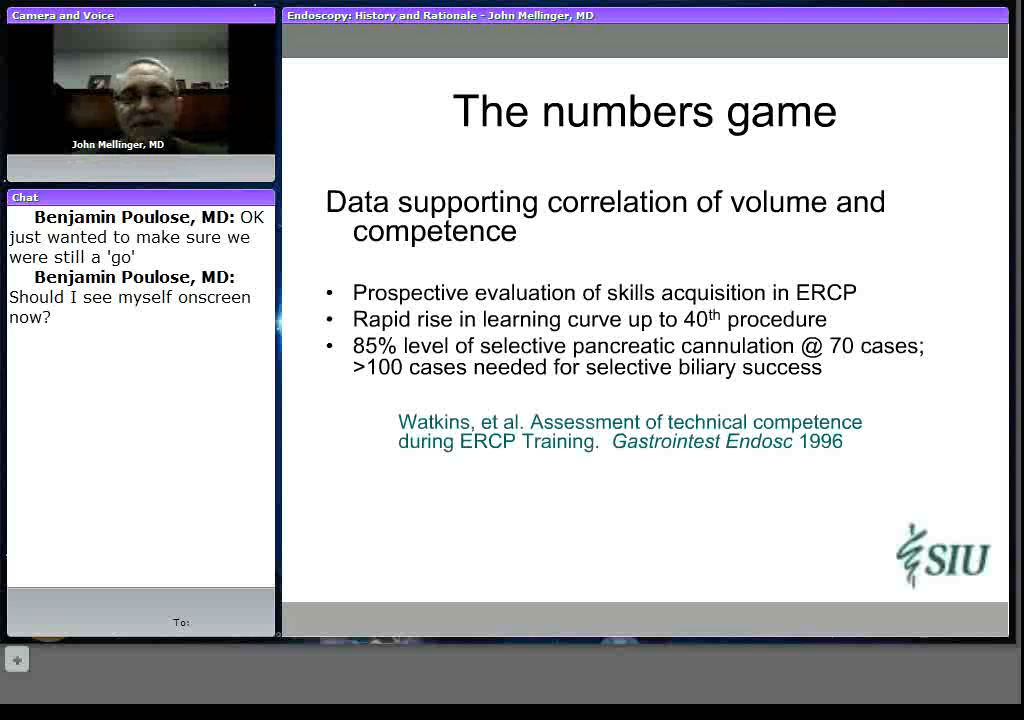 Camera and Voice
John Mellinger, MD
Chat
Benjamin Poulose, MD: OK
just wanted to make sure we
were still a 'go'
Benjamin Poulose, MD:
Should I see myself onscreen
now?
To:
Endoscopy: History and Rationale - John Mellinger, MD
The numbers game
Data supporting correlation of volume and
competence
• Prospective evaluation of skills acquisition in ERCP
• Rapid rise in learning curve up to 40th procedure
• 85% level of selective pancreatic cannulation @ 70 cases;
>100 cases needed for selective biliary success
Watkins, et al. Assessment of technical competence
during ERCP Training. Gastrointest Endosc 1996
SIU